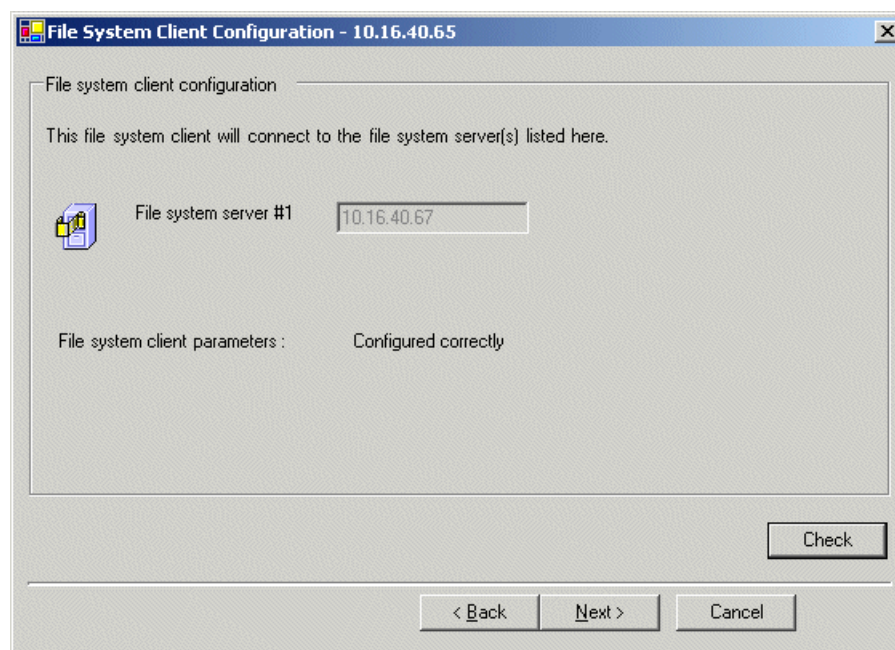 File System Client Configuration - 10.16.40.65
File system client configuration
This file system client will connect to the file system server(s) listed here.
File system server #1
10.16.40.67
File system client parameters :
Configured correctly
Check
< Back
Next >
Cancel